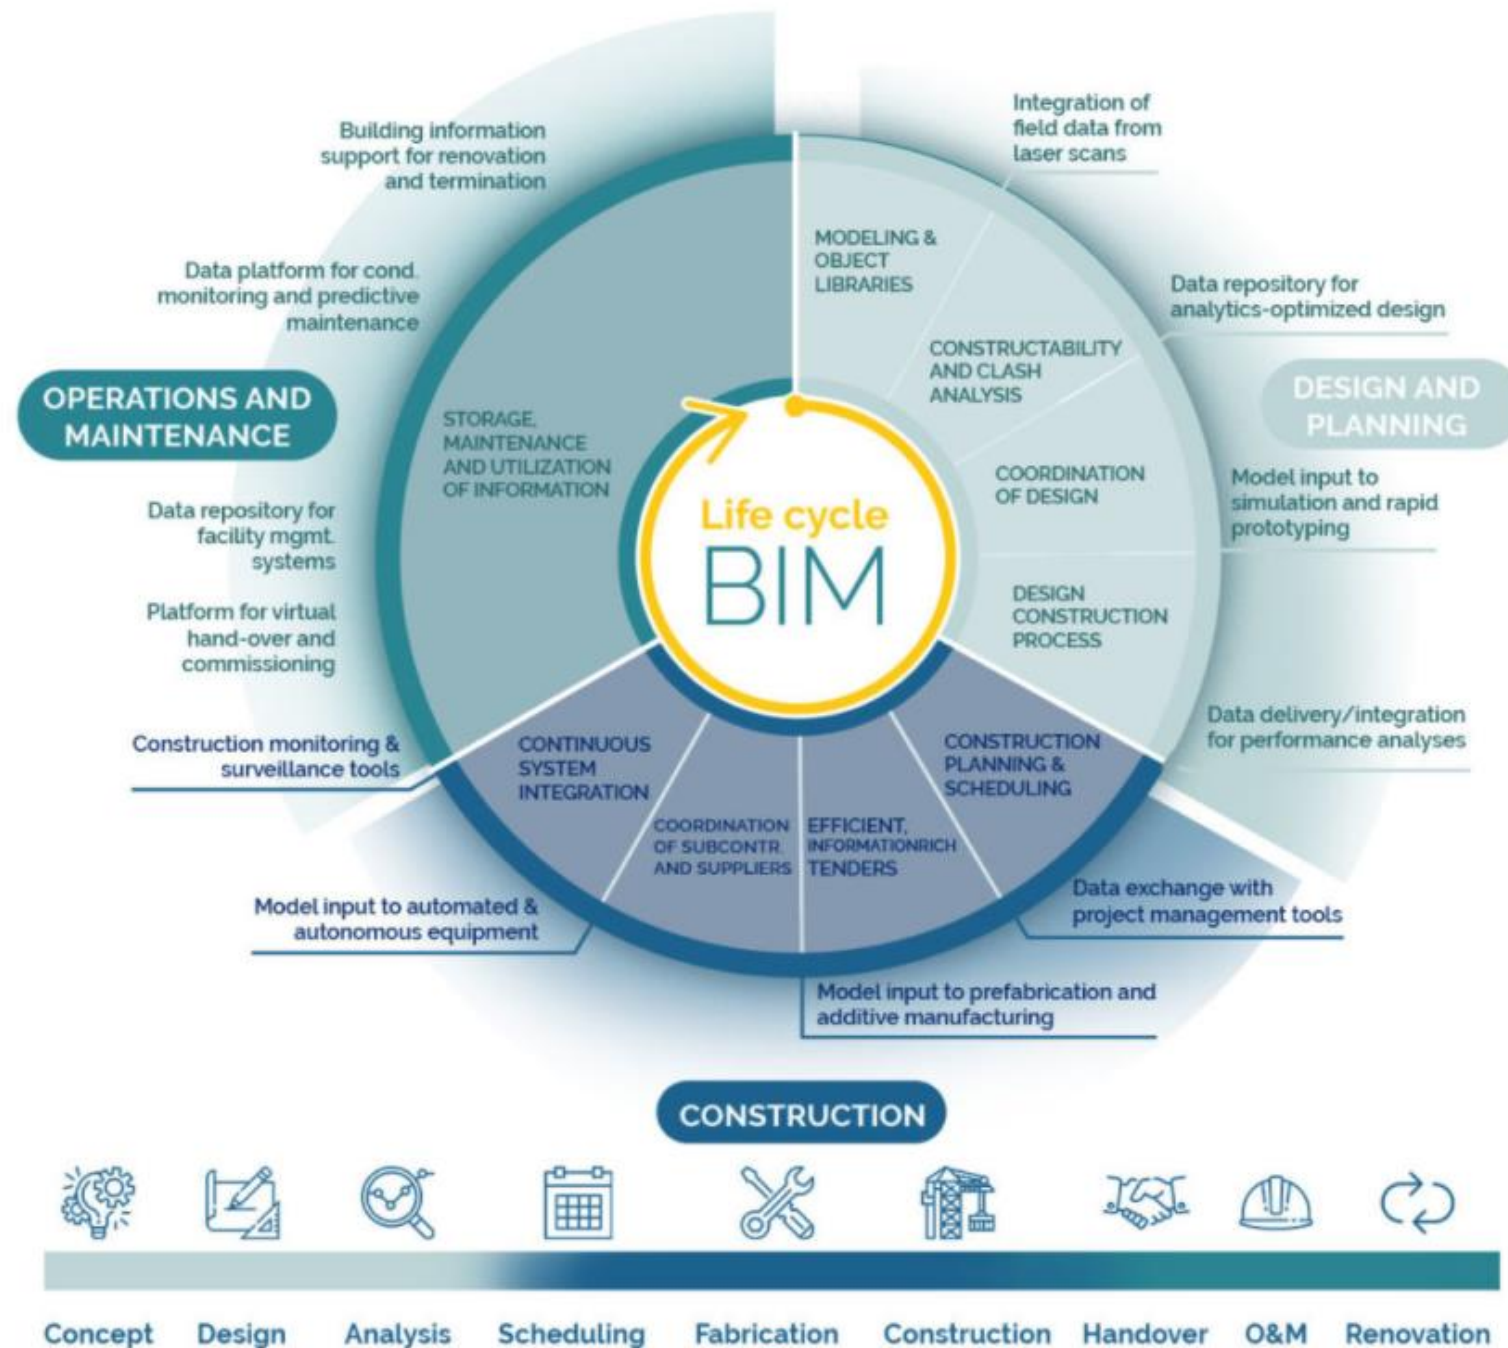 Building information
support for renovation
and termination
Data platform for cond.
monitoring and predictive
maintenance
OPERATIONS AND
MAINTENANCE
Data repository for
facility mgmt.
systems
Platform for virtual
hand-over and
commissioning
STORAGE,
MAINTENANCE
AND UTILIZATION
OF INFORMATION
Integration of
field data from
laser scans
Data repository for
analytics-optimized design
DESIGN AND
PLANNING
Model input to
simulation and rapid
prototyping
Data delivery/integration
for performance analyses
MODELING &
OBJECT
LIBRARIES
CONSTRUCTABILITY
AND CLASH
ANALYSIS
COORDINATION
OF DESIGN
DESIGN
CONSTRUCTION
PROCESS
Life cycle
BIM
CONSTRUCTION
PLANNING &
SCHEDULING
EFFICIENT,
INFORMATIONRICH
TENDERS
COORDINATION
OF SUBCONTR.
AND SUPPLIERS
CONTINUOUS
SYSTEM
INTEGRATION
Construction monitoring &
surveillance tools
Model input to automated &
autonomous equipment
Data exchange with
project management tools
Model input to prefabrication and
additive manufacturing
CONSTRUCTION
Concept Design Analysis Scheduling Fabrication Construction Handover O&M Renovation